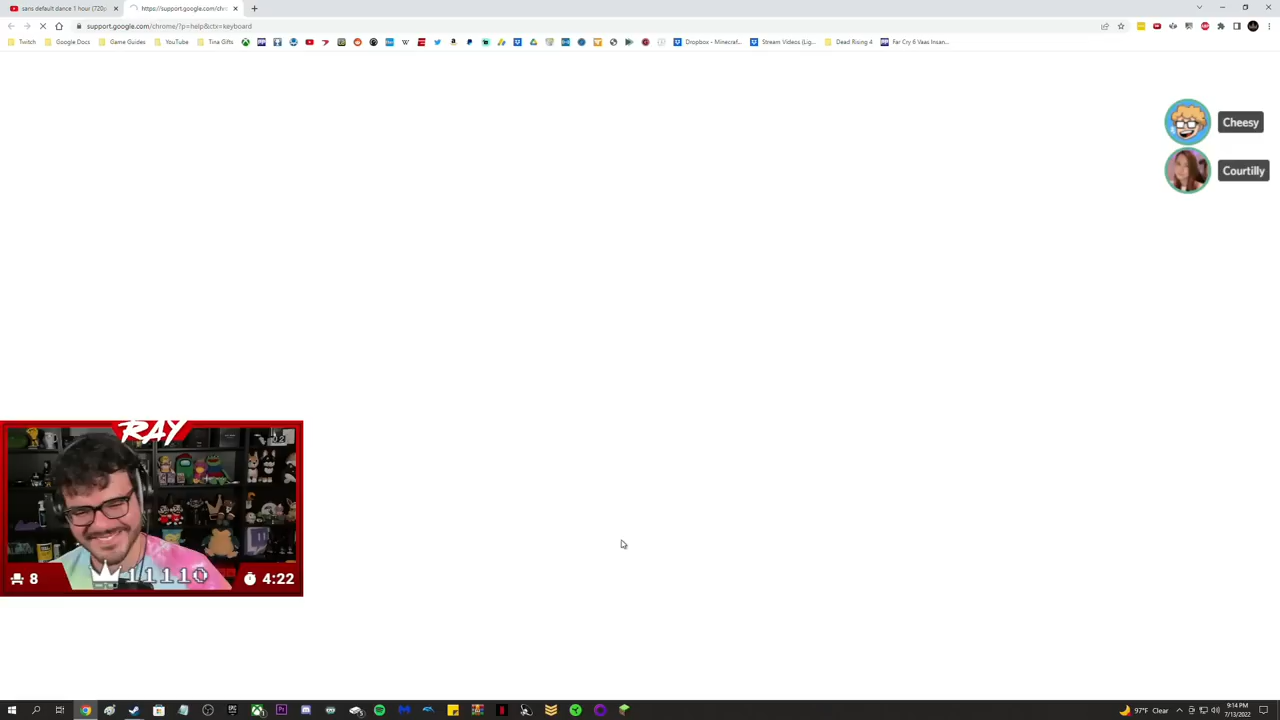 sans default dance 1 hour (720p
https://support.google.com/chro
support.google.com/chrome/?p=help&ctx=keyboard
Twitch Google Docs Game Guides YouTube Tina Gifts Dropbox - Minecraf... Stream Videos (Lig... Dead Rising 4 Far Cry 6 Vaas Insan...
Cheesy
Courtilly
RAY
8 11110 4:22
97°F Clear 9:14 PM
7/13/2022